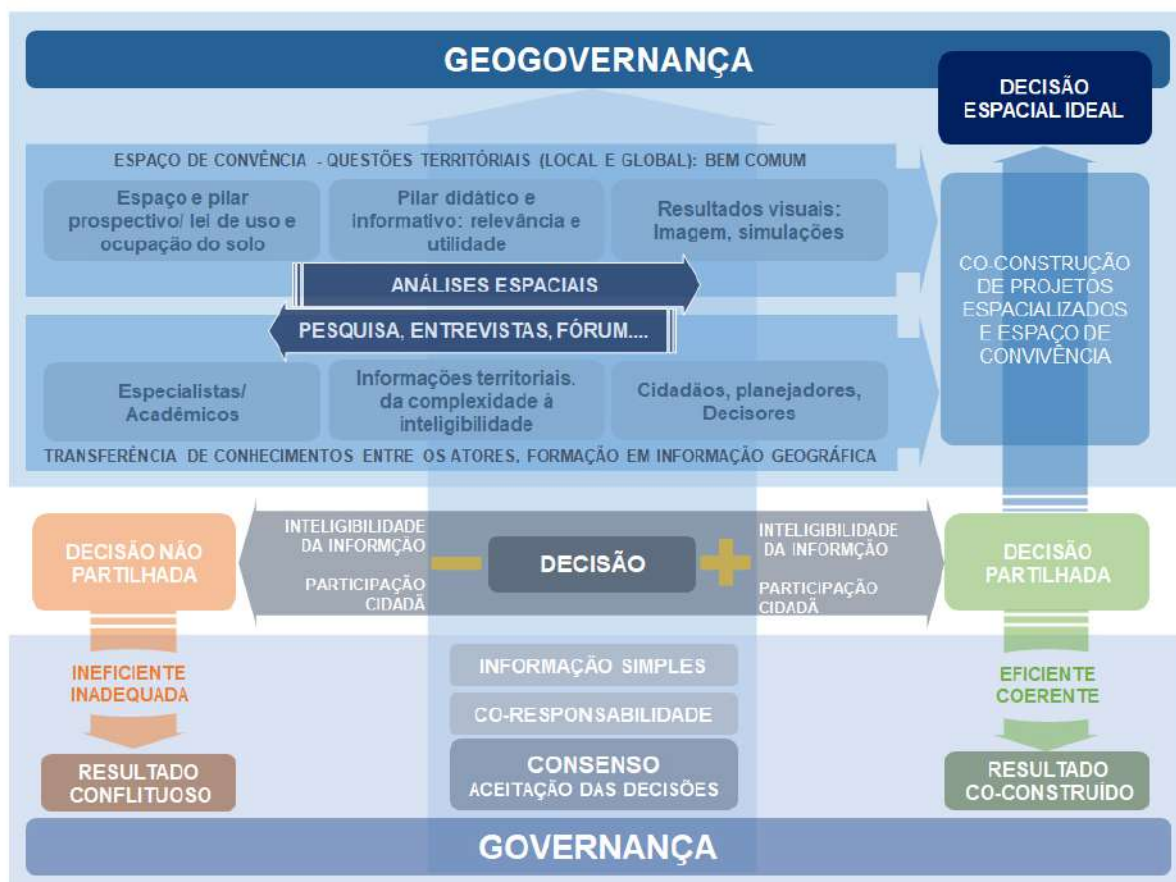 GEOGOVERNANÇA
DECISÃO
ESPACIAL IDEAL
ESPAÇO DE CONVÊNCIA - QUESTÕES TERRITÓRIAIS (LOCAL E GLOBAL): BEM COMUM
Espaço e pilar
prospectivo/ lei de uso e
ocupação do solo
Pilar didático e
Informativo: relevância e
utilidade
Resultados visuais:
Imagem, simulações
ANÁLISES ESPACIAIS
PESQUISA, ENTREVISTAS, FÓRUM....
CO-CONSTRUÇÃO
DE PROJETOS
ESPACIALIZADOS
E ESPAÇO DE
CONVIVÊNCIA
Especialistas/
Acadêmicos
Informações territoriais.
da complexidade à
inteligibilidade
Cidadãos, planejadores,
Decisores
TRANSFERÊNCIA DE CONHECIMENTOS ENTRE OS ATORES, FORMAÇÃO EM INFORMAÇÃO GEOGRÁFICA
DECISÃO NÃO
PARTILHADA
INTELIGIBILIDADE
DA INFORMÇÃO
PARTICIPAÇÃO
CIDADÃ
DECISÃO
INTELIGIBILIDADE
DA INFORMÇÃO
PARTICIPAÇÃO
CIDADÃ
DECISÃO
PARTILHADA
INEFICIENTE
INADEQUADA
INFORMAÇÃO SIMPLES
CO-RESPONSABILIDADE
CONSENSO
ACEITAÇÃO DAS DECISÕES
EFICIENTE
COERENTE
RESULTADO
CONFLITUOSO
RESULTADO
CO-CONSTRUÍDO
GOVERNANÇA